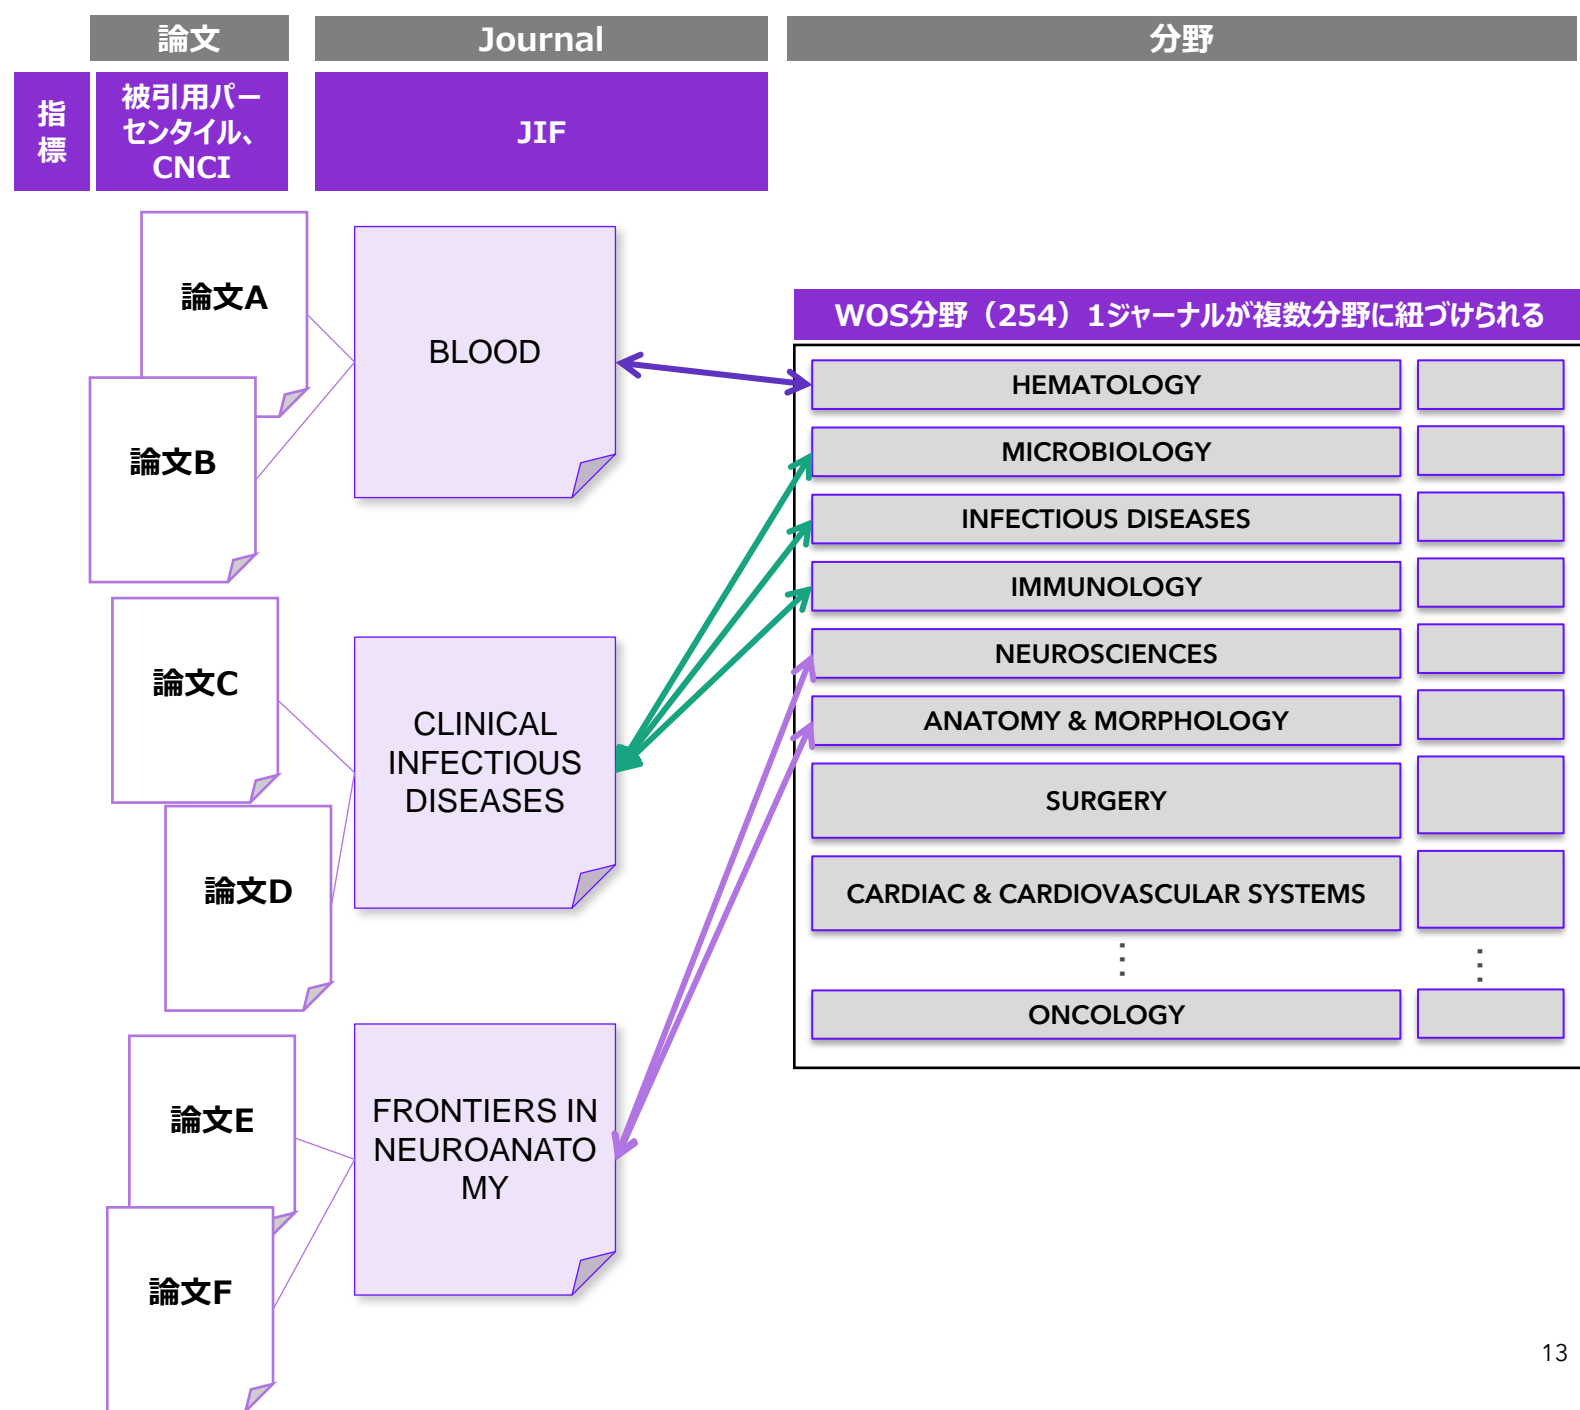 論文
Journal
分野
指
標
被引用パー
センタイル、
CNCI
JIF
論文A
論文B
BLOOD
論文C
論文D
CLINICAL
INFECTIOUS
DISEASES
論文E
論文F
FRONTIERS IN
NEUROANATO
MY
WOS分野（254）1ジャーナルが複数分野に紐づけられる
HEMATOLOGY
MICROBIOLOGY
INFECTIOUS DISEASES
IMMUNOLOGY
NEUROSCIENCES
ANATOMY & MORPHOLOGY
SURGERY
CARDIAC & CARDIOVASCULAR SYSTEMS
⋮ ⋮
ONCOLOGY
13